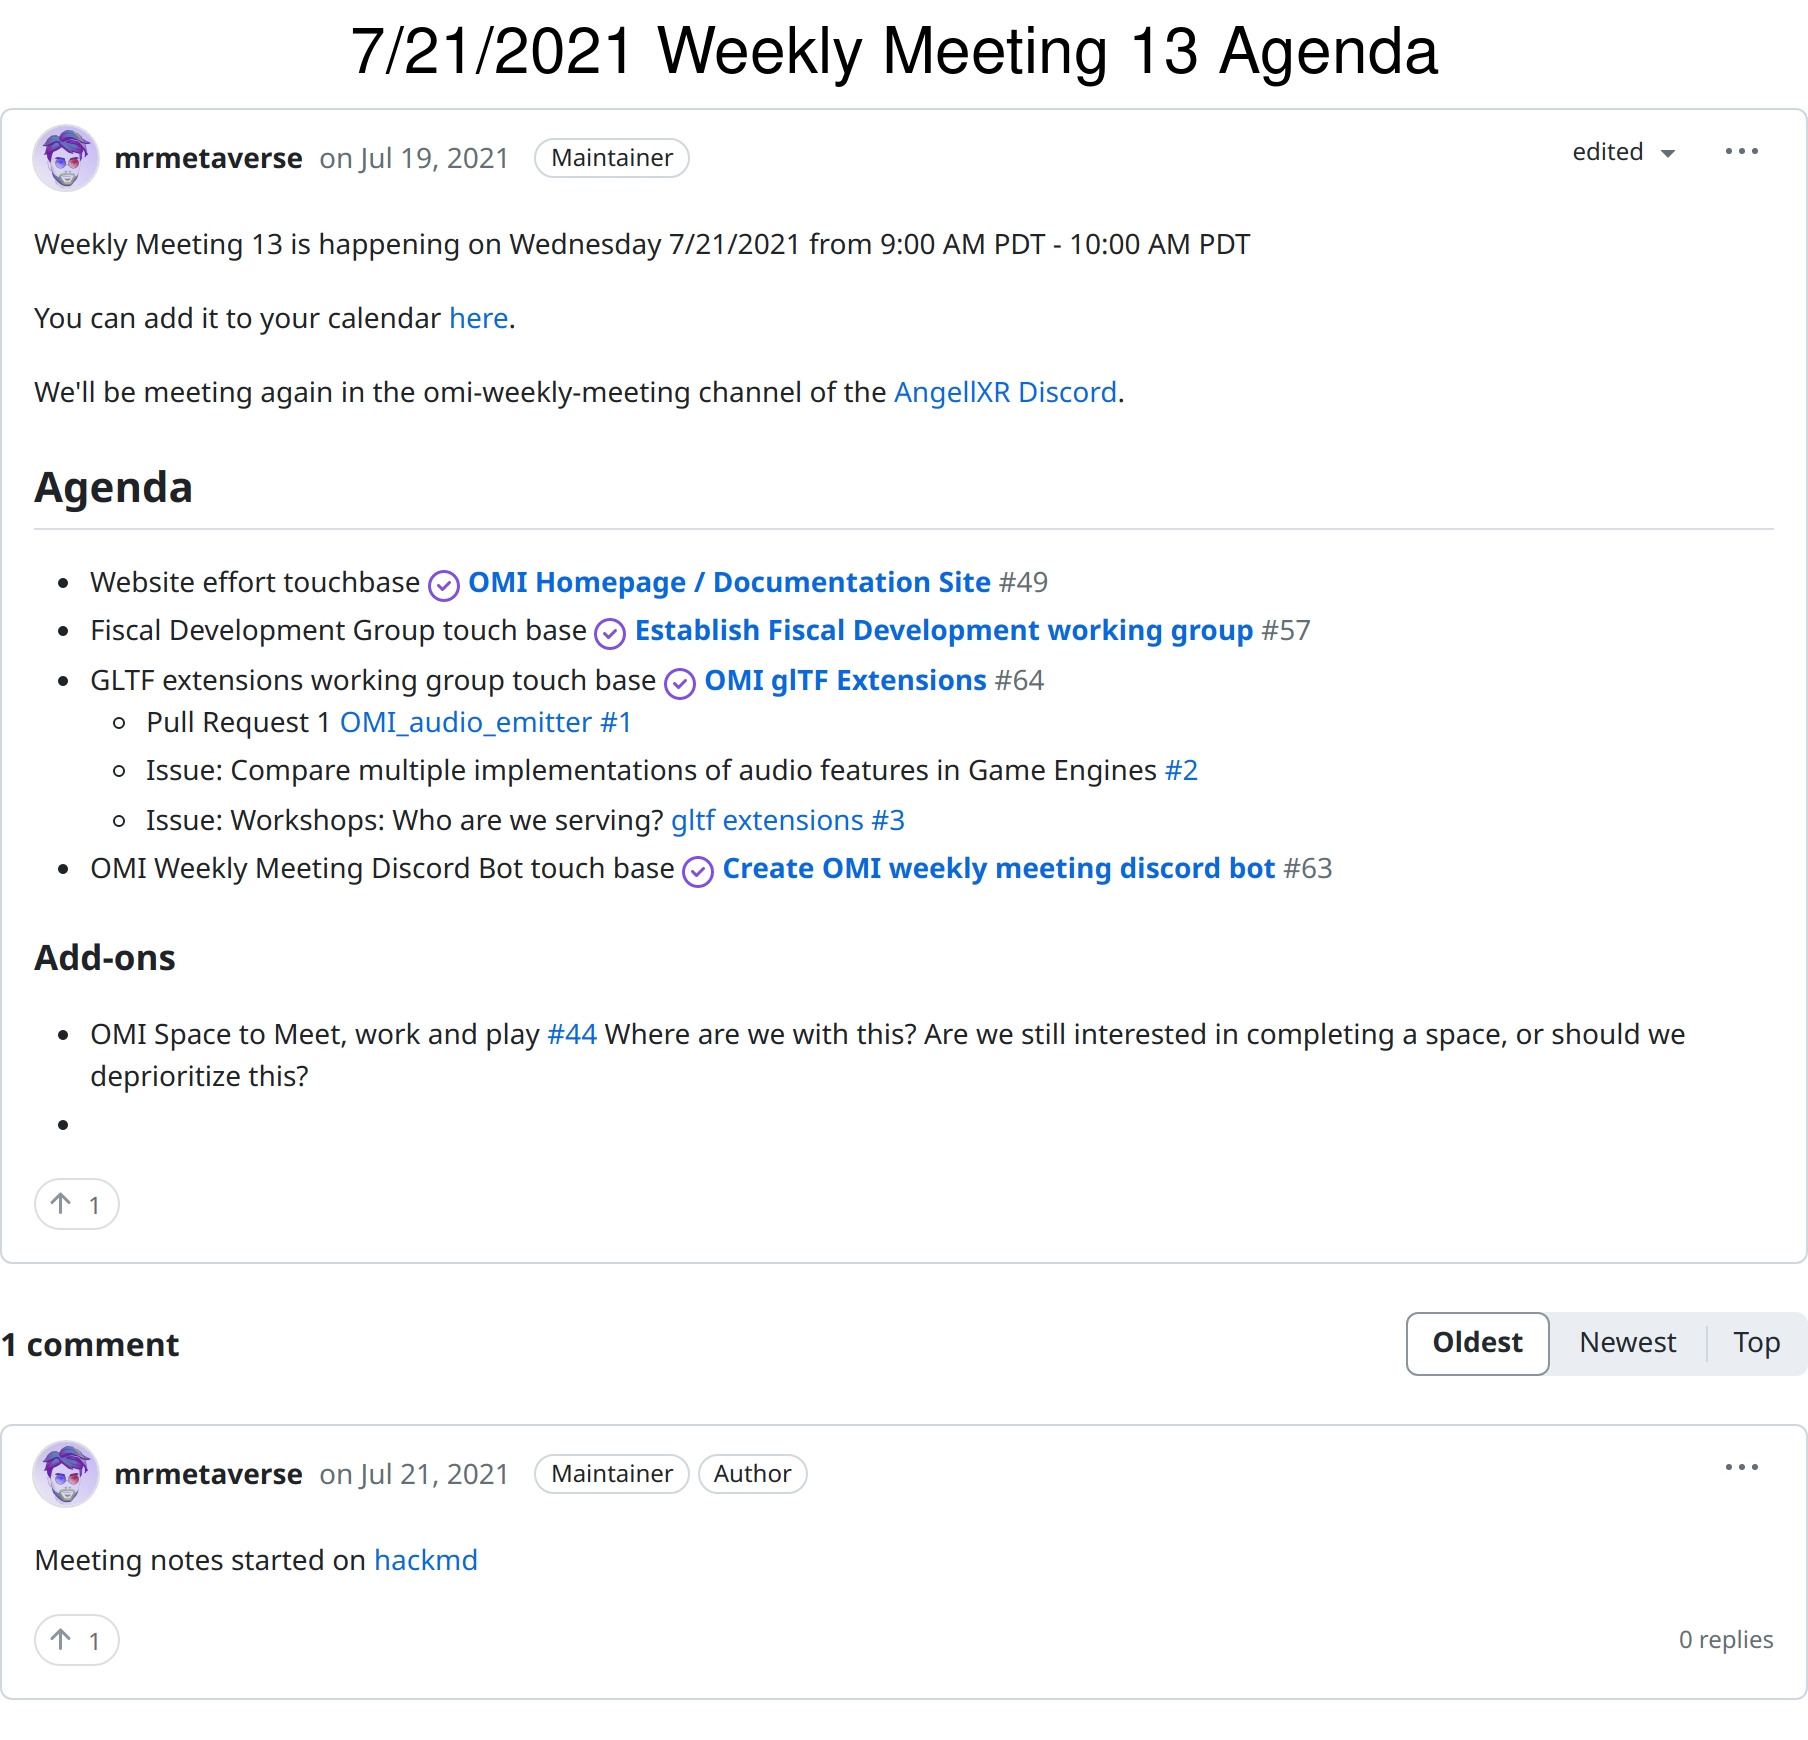 7/21/2021 Weekly Meeting 13 Agenda
mrmetaverse on Jul 19, 2021 Maintainer edited
Weekly Meeting 13 is happening on Wednesday 7/21/2021 from 9:00 AM PDT - 10:00 AM PDT
You can add it to your calendar here.
We'll be meeting again in the omi-weekly-meeting channel of the AngellXR Discord.
Agenda
Website effort touchbase OMI Homepage / Documentation Site #49
Fiscal Development Group touch base Establish Fiscal Development working group #57
GLTF extensions working group touch base OMI glTF Extensions #64
Pull Request 1 OMI_audio_emitter #1
Issue: Compare multiple implementations of audio features in Game Engines #2
Issue: Workshops: Who are we serving? gltf extensions #3
OMI Weekly Meeting Discord Bot touch base Create OMI weekly meeting discord bot #63
Add-ons
OMI Space to Meet, work and play #44 Where are we with this? Are we still interested in completing a space, or should we
deprioritize this?
1
1 comment Oldest Newest Top
mrmetaverse on Jul 21, 2021 Maintainer Author
Meeting notes started on hackmd
1 0 replies